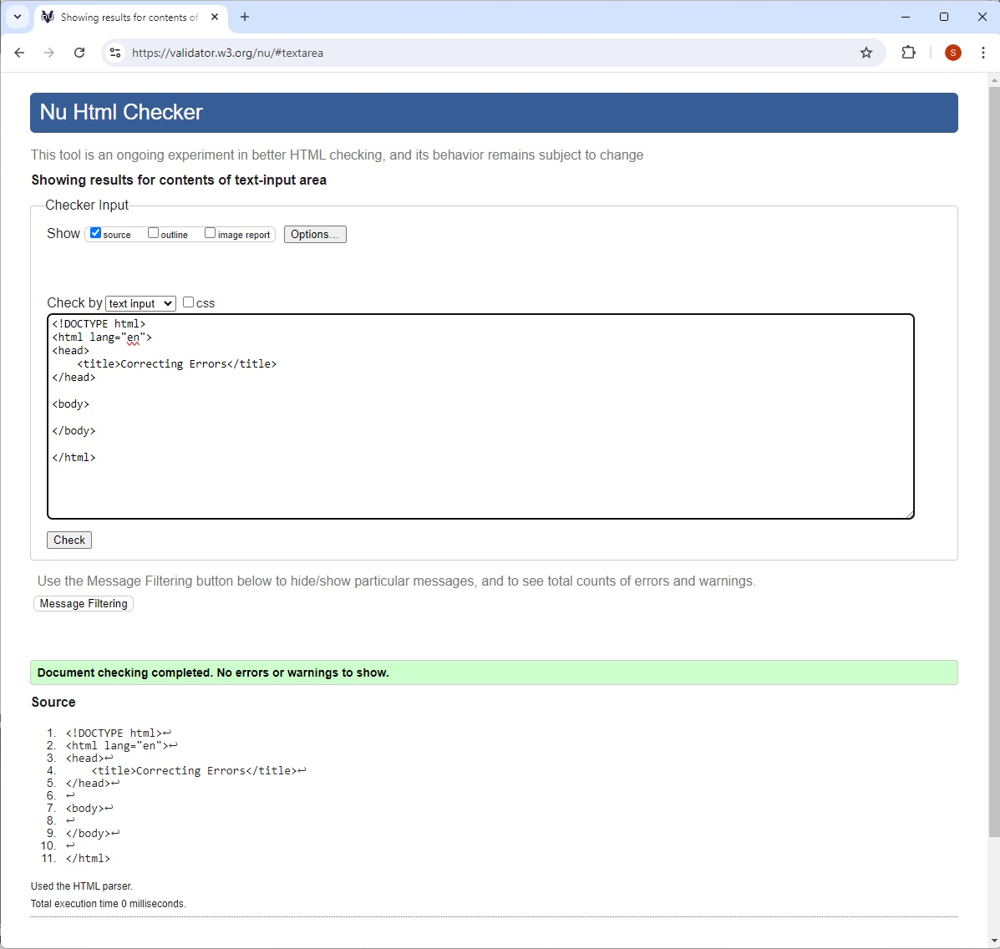 Showing results for contents of
https://validator.w3.org/nu/#textarea
S
Nu Html Checker
This tool is an ongoing experiment in better HTML checking, and its behavior remains subject to change
Showing results for contents of text-input area
Checker Input
Show source outline image report Options...
Check by text input css
<!DOCTYPE html>
<html lang="en">
<head>
    <title>Correcting Errors</title>
</head>
<body>
</body>
</html>
Check
Use the Message Filtering button below to hide/show particular messages, and to see total counts of errors and warnings.
Message Filtering
Document checking completed. No errors or warnings to show.
Source
1. <!DOCTYPE html>↩
2. <html lang="en">↩
3. <head>↩
4.     <title>Correcting Errors</title>↩
5. </head>↩
6. ↩
7. <body>↩
8. ↩
9. </body>↩
10. ↩
11. </html>
Used the HTML parser.
Total execution time 0 milliseconds.